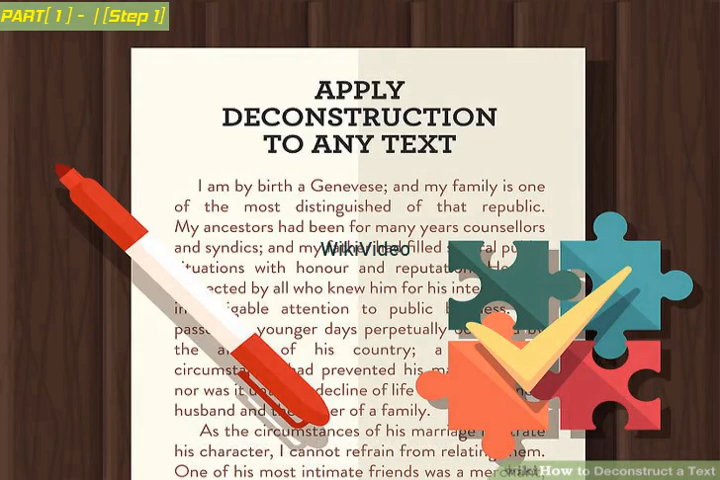 PART[ 1 ] - | [Step 1]
APPLY
DECONSTRUCTION
TO ANY TEXT
I am by birth a Genevese; and my family is one
of the most distinguished of that republic.
My ancestors had been for many years counsellors
and syndics; and my father had filled
WikiVideo
situations with honour and
by all who knew him for his
attention to public
younger days perpetually
the of his country; a
had prevented his
nor was it decline of life
husband and the of a family.
As the circumstances of his marriage
his character, I cannot refrain from relating
One of his most intimate friends was a merchant
wikiHow to Deconstruct a Text